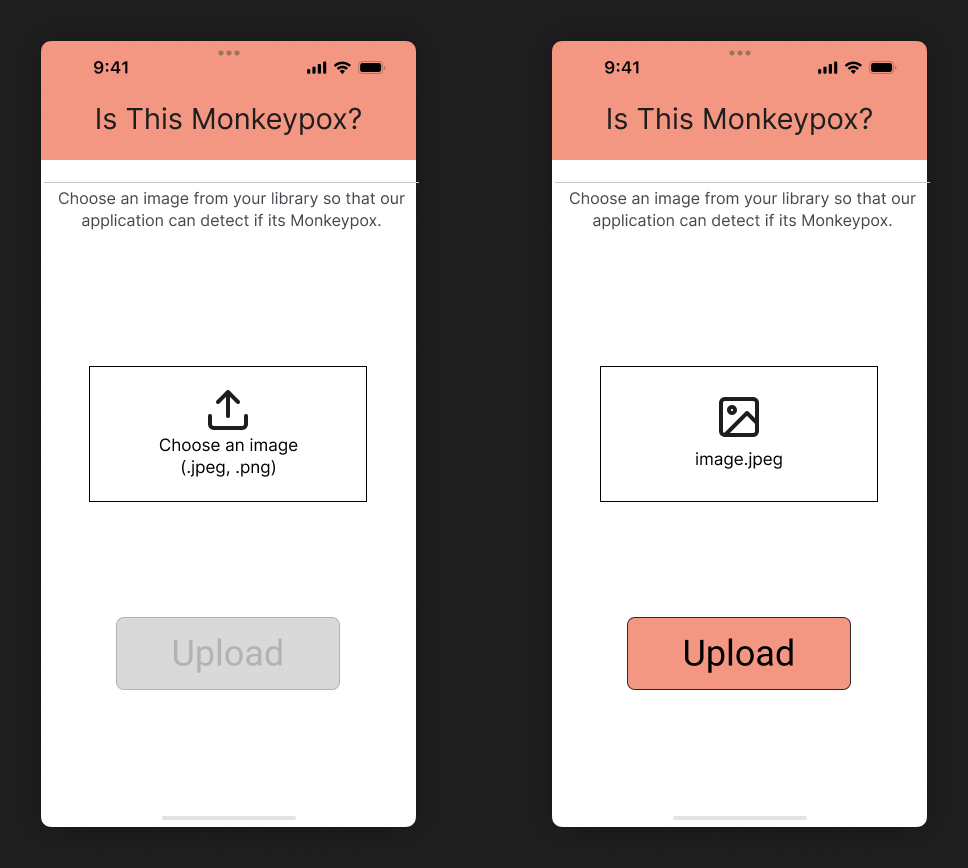 9:41
Is This Monkeypox?
Choose an image from your library so that our
application can detect if its Monkeypox.
Choose an image
(.jpeg, .png)
Upload
9:41
Is This Monkeypox?
Choose an image from your library so that our
application can detect if its Monkeypox.
image.jpeg
Upload